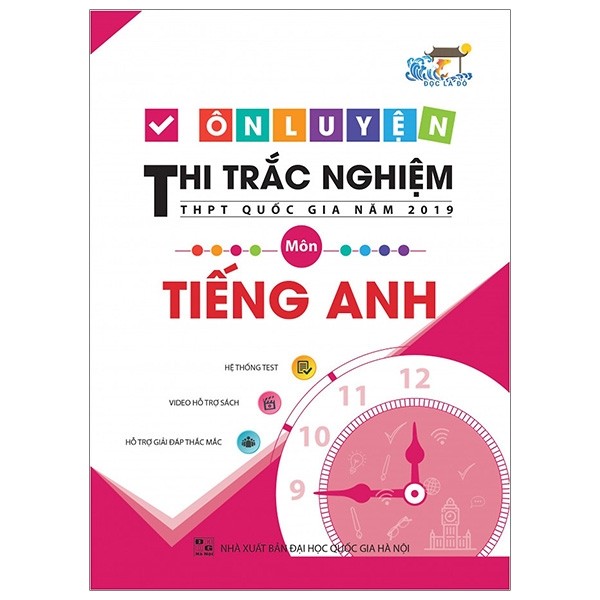 ĐỌC LÀ ĐỖ
ÔN LUYỆN
THI TRẮC NGHIỆM
THPT QUỐC GIA NĂM 2019
Môn
TIẾNG ANH
HỆ THỐNG TEST
VIDEO HỖ TRỢ SÁCH
HỖ TRỢ GIẢI ĐÁP THẮC MẮC
12
11
10
9
NHÀ XUẤT BẢN ĐẠI HỌC QUỐC GIA HÀ NỘI